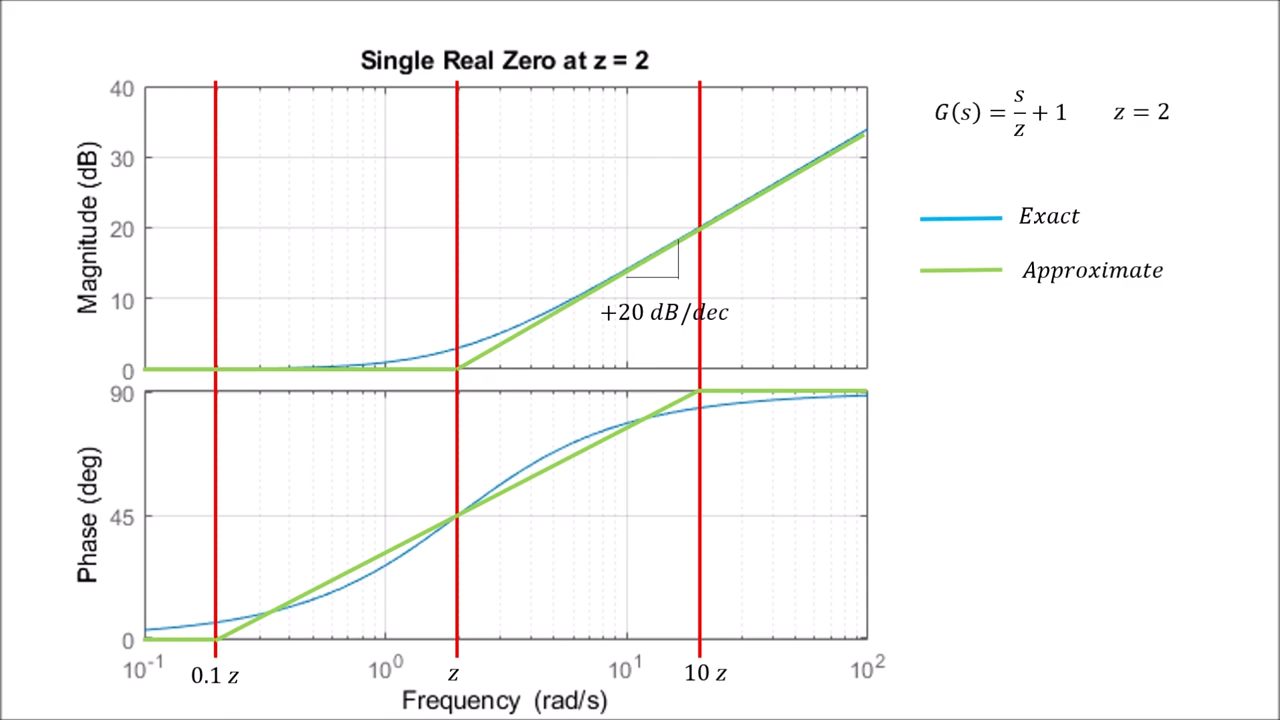 Single Real Zero at z = 2
G(s) = s/z + 1 z = 2
Exact
Approximate
Magnitude (dB)
40
30
20
10
0
+20 dB/dec
Phase (deg)
90
45
0
10^-1 10^0 10^1 10^2
0.1 z z 10 z
Frequency (rad/s)